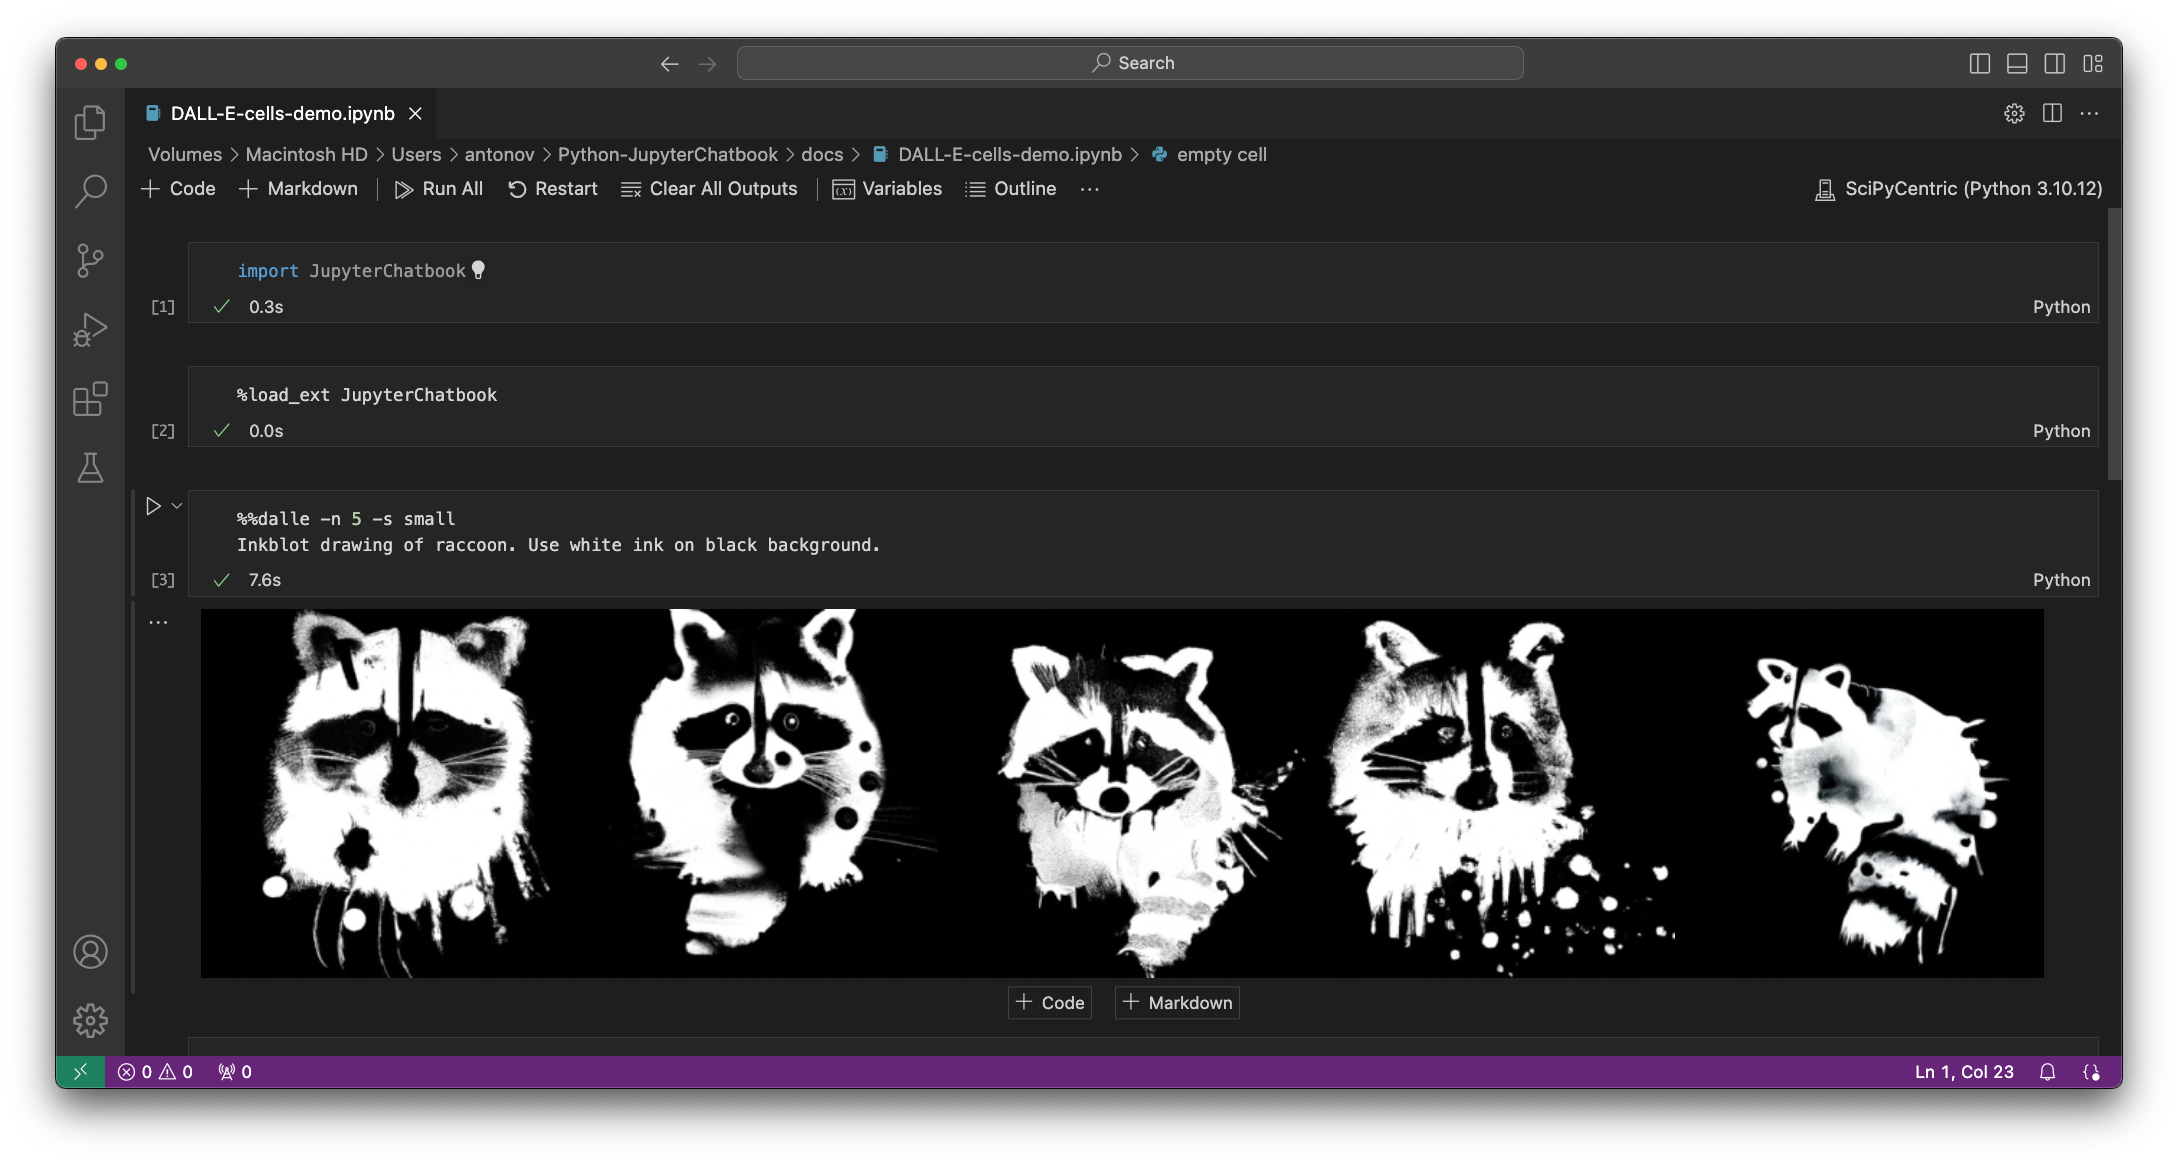 Search
DALL-E-cells-demo.ipynb
Volumes > Macintosh HD > Users > antonov > Python-JupyterChatbook > docs > DALL-E-cells-demo.ipynb > empty cell
+ Code + Markdown | Run All Restart Clear All Outputs | Variables Outline ... SciPyCentric (Python 3.10.12)
import JupyterChatbook
[1] ✓ 0.3s Python
%load_ext JupyterChatbook
[2] ✓ 0.0s Python
%%dalle -n 5 -s small
Inkblot drawing of raccoon. Use white ink on black background.
[3] ✓ 7.6s Python
...
+ Code + Markdown
0 0 0 Ln 1, Col 23